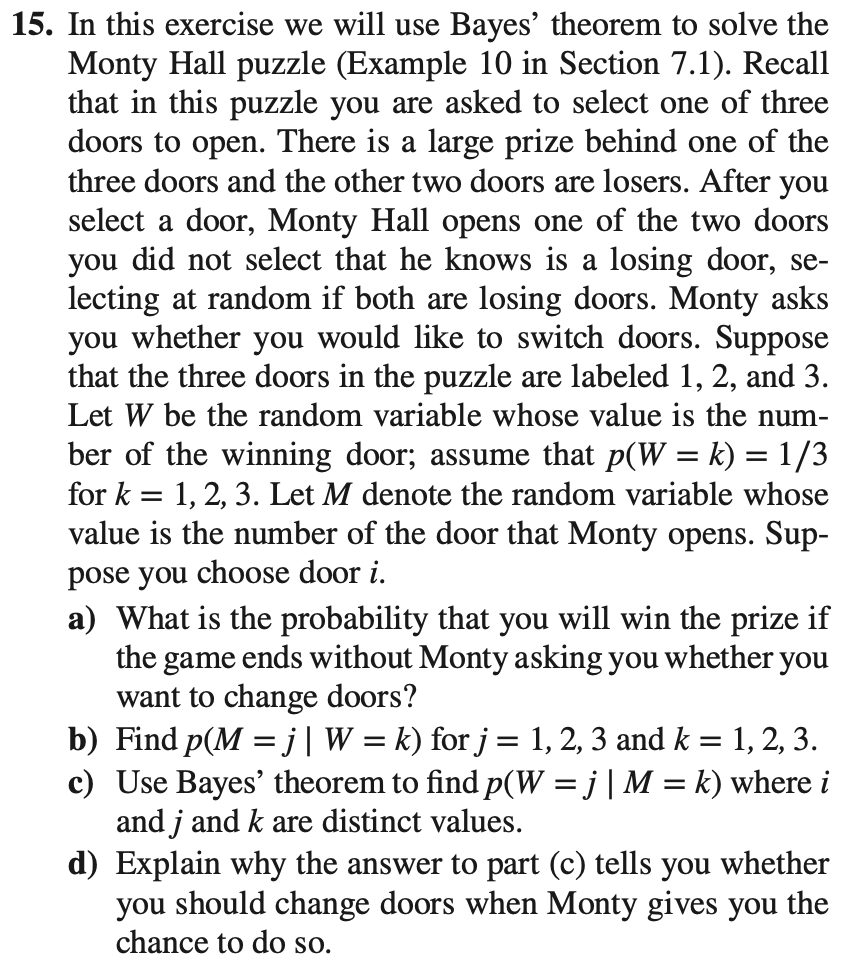 15. In this exercise we will use Bayes’ theorem to solve the
Monty Hall puzzle (Example 10 in Section 7.1). Recall
that in this puzzle you are asked to select one of three
doors to open. There is a large prize behind one of the
three doors and the other two doors are losers. After you
select a door, Monty Hall opens one of the two doors
you did not select that he knows is a losing door, se-
lecting at random if both are losing doors. Monty asks
you whether you would like to switch doors. Suppose
that the three doors in the puzzle are labeled 1, 2, and 3.
Let W be the random variable whose value is the num-
ber of the winning door; assume that p(W = k) = 1/3
for k = 1, 2, 3. Let M denote the random variable whose
value is the number of the door that Monty opens. Sup-
pose you choose door i.
a) What is the probability that you will win the prize if
the game ends without Monty asking you whether you
want to change doors?
b) Find p(M = j | W = k) for j = 1, 2, 3 and k = 1, 2, 3.
c) Use Bayes’ theorem to find p(W = j | M = k) where i
and j and k are distinct values.
d) Explain why the answer to part (c) tells you whether
you should change doors when Monty gives you the
chance to do so.